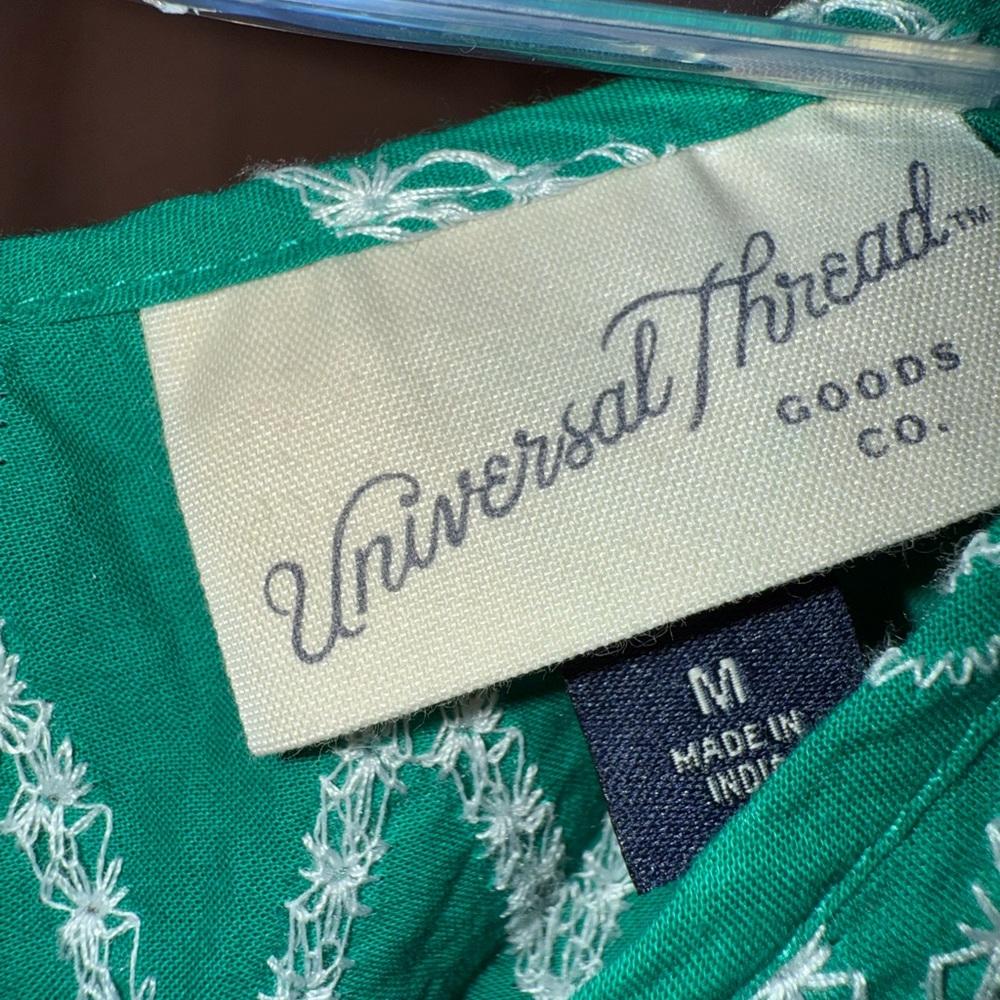 Universal Thread™
GOODS
CO.
M
MADE IN
INDIA